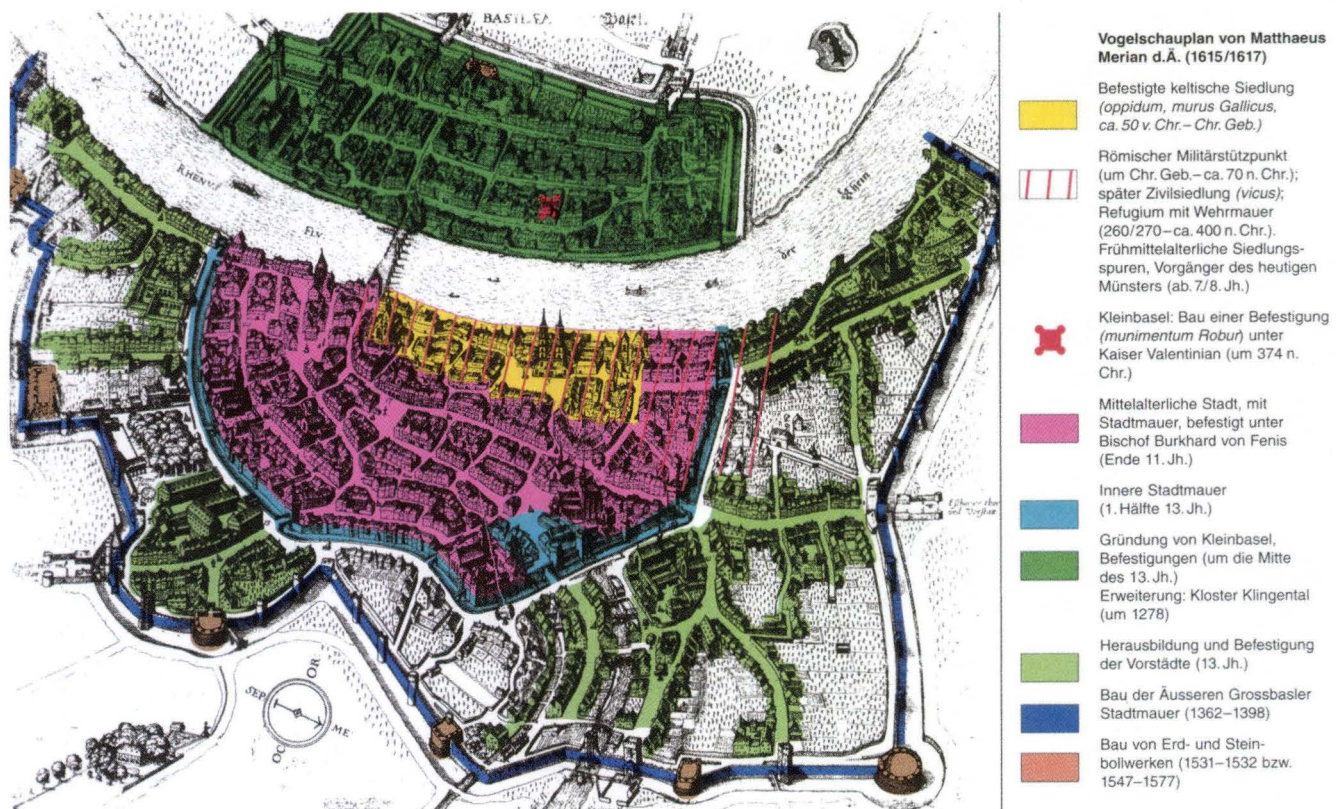 BASILEA Basel.
RHENVS
FLV.
der
Rhein
SEP
OR
ME
OC
Vogelschauplan von Matthaeus
Merian d.Ä. (1615/1617)
Befestigte keltische Siedlung
(oppidum, murus Gallicus,
ca. 50 v. Chr. – Chr. Geb.)
Römischer Militärstützpunkt
(um Chr. Geb. – ca. 70 n. Chr.);
später Zivilsiedlung (vicus);
Refugium mit Wehrmauer
(260/270 – ca. 400 n. Chr.).
Frühmittelalterliche Siedlungs-
spuren, Vorgänger des heutigen
Münsters (ab. 7./8. Jh.)
Kleinbasel: Bau einer Befestigung
(munimentum Robur) unter
Kaiser Valentinian (um 374 n.
Chr.)
Mittelalterliche Stadt, mit
Stadtmauer, befestigt unter
Bischof Burkhard von Fenis
(Ende 11. Jh.)
Innere Stadtmauer
(1. Hälfte 13. Jh.)
Gründung von Kleinbasel,
Befestigungen (um die Mitte
des 13. Jh.)
Erweiterung: Kloster Klingental
(um 1278)
Herausbildung und Befestigung
der Vorstädte (13. Jh.)
Bau der Äusseren Grossbasler
Stadtmauer (1362–1398)
Bau von Erd- und Stein-
bollwerken (1531–1532 bzw.
1547–1577)